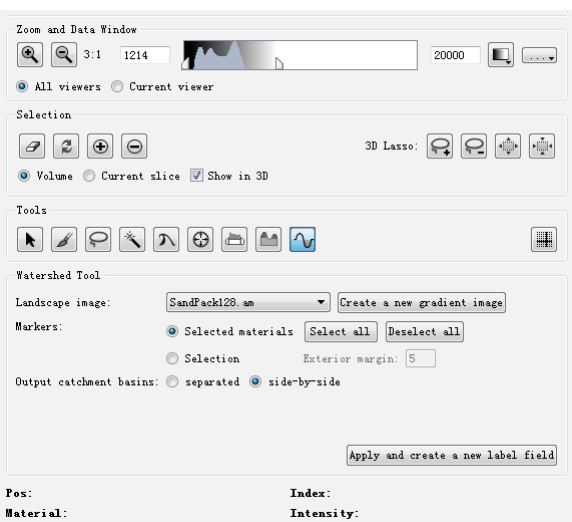 Zoom and Data Window
3:1 1214 20000
All viewers Current viewer
Selection
3D Lasso:
Volume Current slice Show in 3D
Tools
Watershed Tool
Landscape image: SandPack128.am Create a new gradient image
Markers: Selected materials Select all Deselect all
Selection Exterior margin: 5
Output catchment basins: separated side-by-side
Apply and create a new label field
Pos: Index:
Material: Intensity: